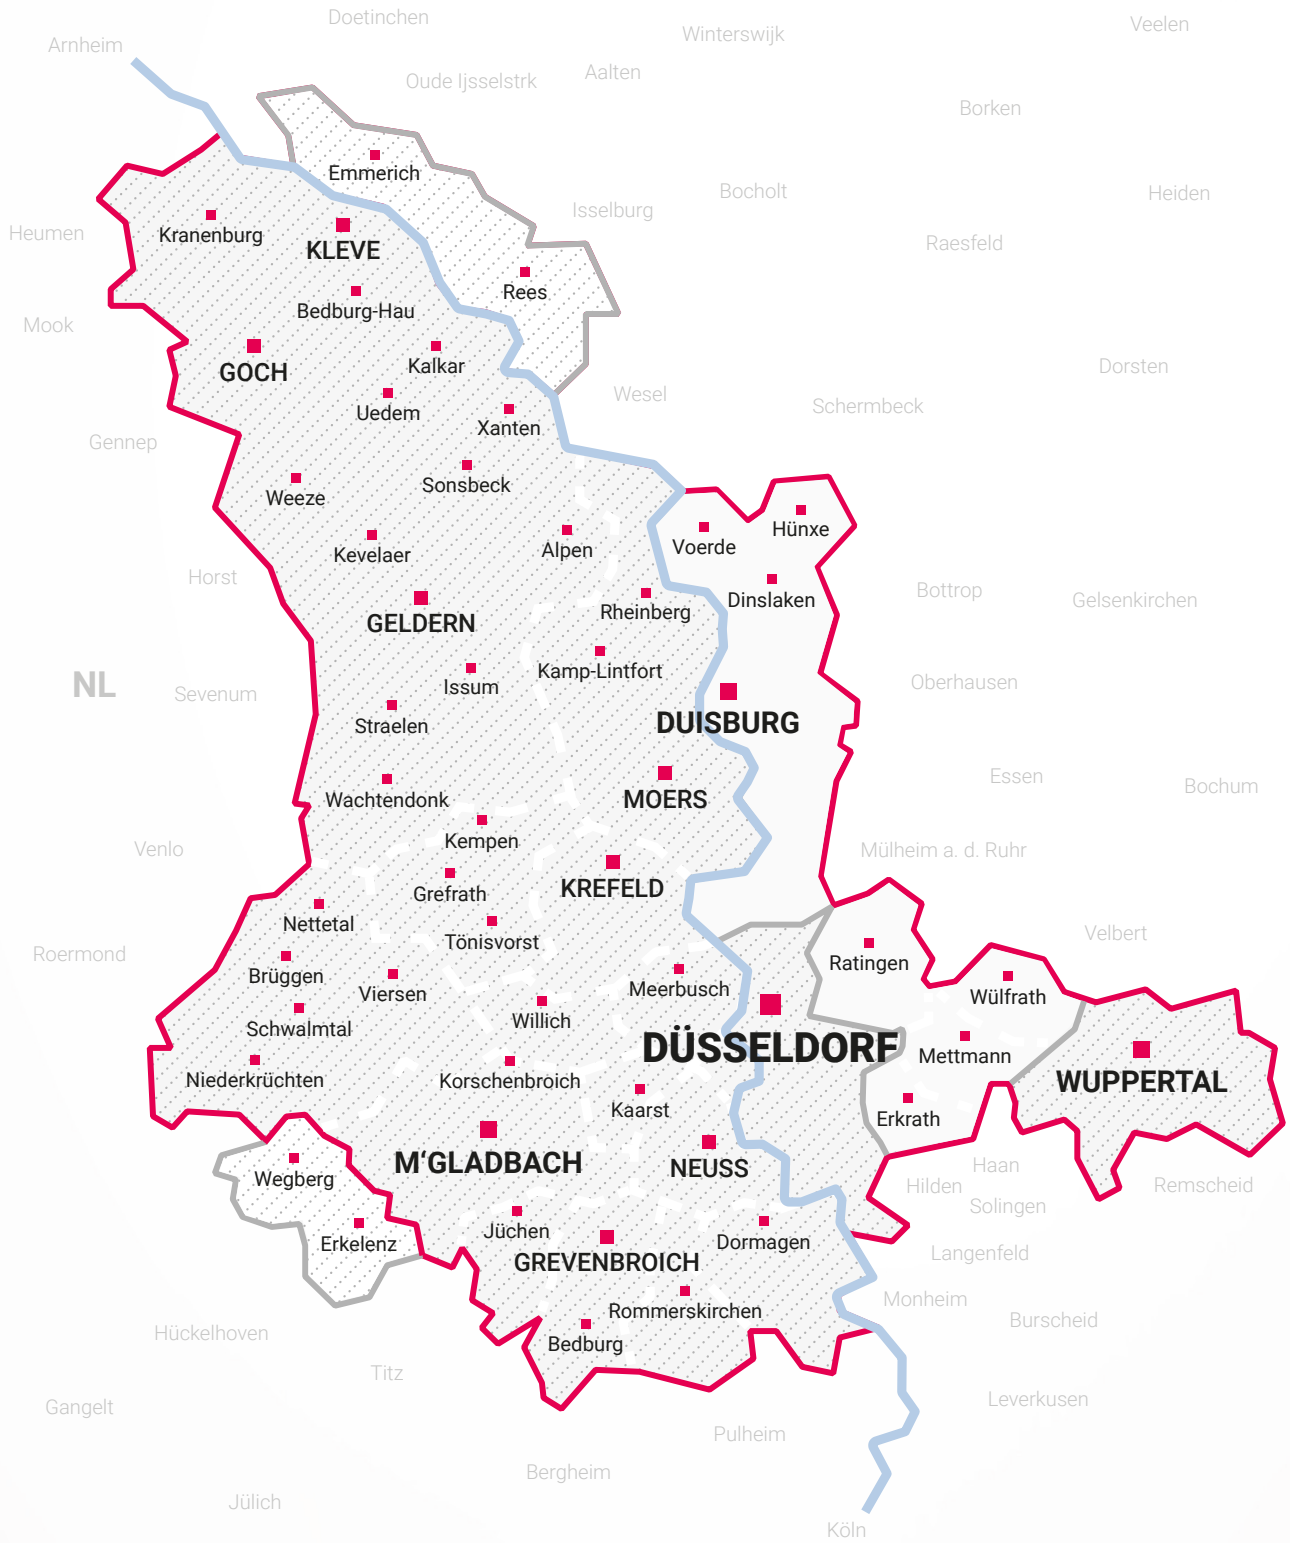 Doetinchen
Veelen
Winterswijk
Arnheim
Aalten
Oude Ijsselstrk
Borken
Emmerich
Bocholt
Heiden
Isselburg
Heumen
Kranenburg
KLEVE
Raesfeld
Rees
Bedburg-Hau
Mook
GOCH
Kalkar
Dorsten
Wesel
Schermbeck
Uedem
Xanten
Gennep
Sonsbeck
Weeze
Hünxe
Voerde
Alpen
Kevelaer
Horst
Bottrop
Dinslaken
Gelsenkirchen
Rheinberg
GELDERN
Kamp-Lintfort
Oberhausen
NL
Issum
Sevenum
DUISBURG
Straelen
Essen
Bochum
MOERS
Wachtendonk
Kempen
Venlo
Mülheim a. d. Ruhr
KREFELD
Grefrath
Nettetal
Velbert
Tönisvorst
Roermond
Ratingen
Brüggen
Meerbusch
Viersen
Wülfrath
Willich
Schwalmtal
DÜSSELDORF
Mettmann
Niederkrüchten
Korschenbroich
WUPPERTAL
Kaarst
Erkrath
M‘GLADBACH
NEUSS
Haan
Wegberg
Hilden
Remscheid
Solingen
Jüchen
Dormagen
Erkelenz
Langenfeld
GREVENBROICH
Monheim
Rommerskirchen
Burscheid
Hückelhoven
Bedburg
Titz
Leverkusen
Gangelt
Pulheim
Bergheim
Jülich
Köln